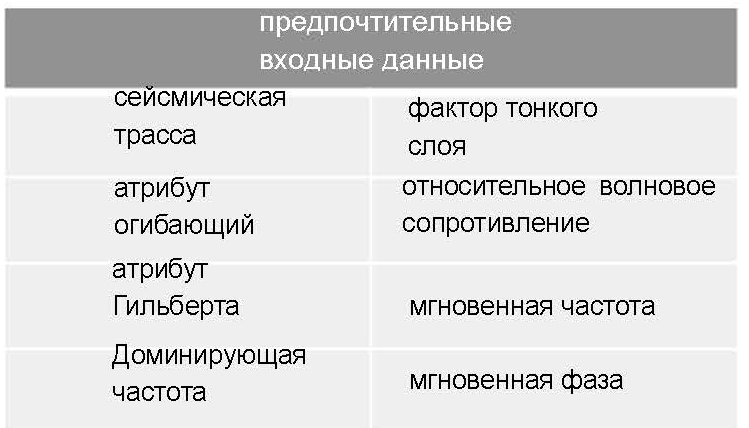 предпочтительные
входные данные
сейсмическая
трасса
фактор тонкого
слоя
атрибут
огибающий
относительное волновое
сопротивление
атрибут
Гильберта
мгновенная частота
Доминирующая
частота
мгновенная фаза